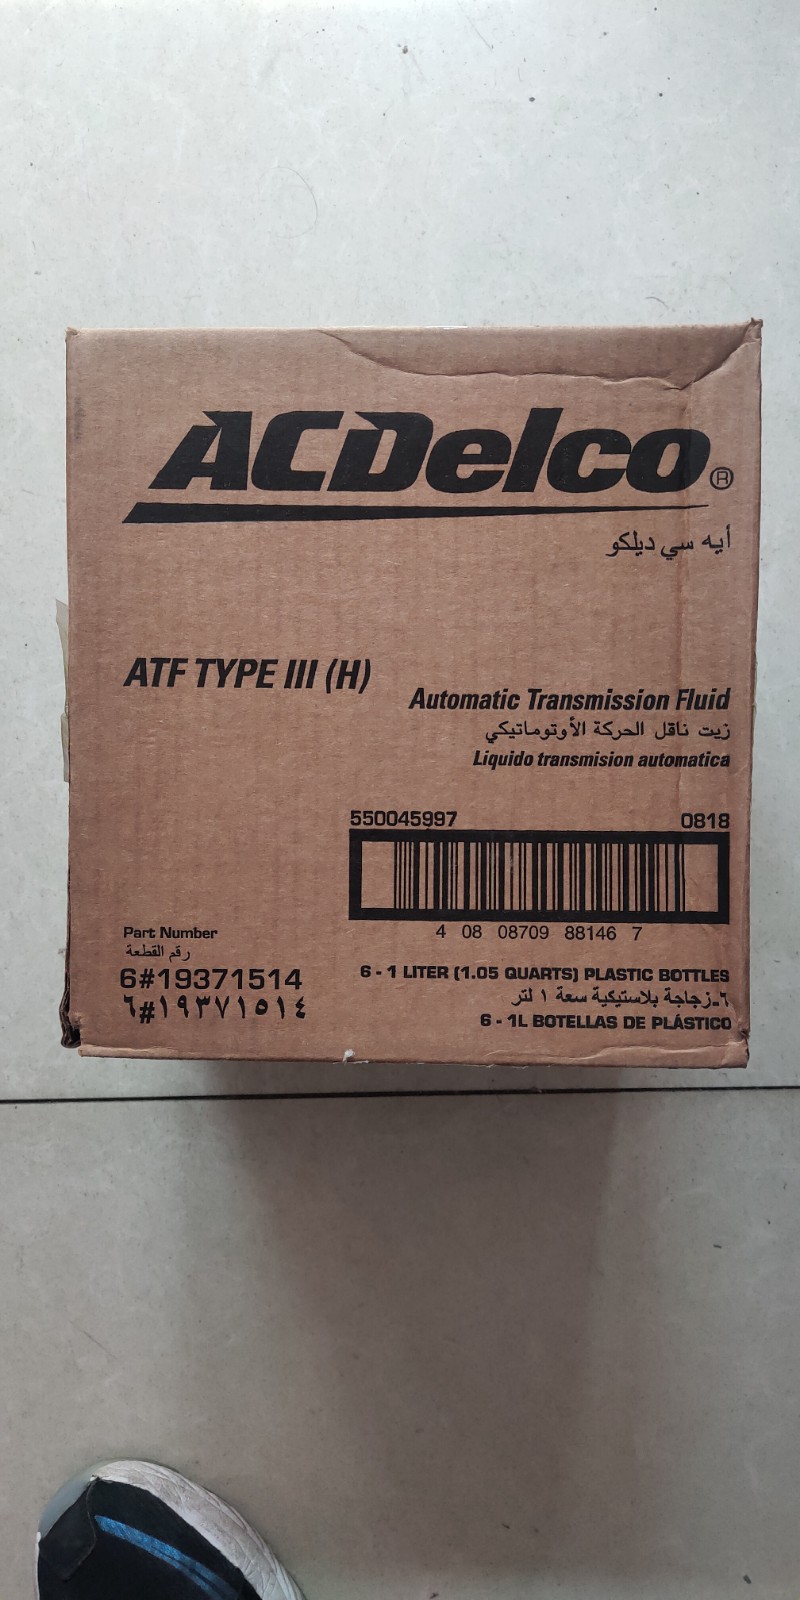 ACDelco®
أيه سي ديلكو
ATF TYPE III (H)
Automatic Transmission Fluid
زيت ناقل الحركة الأوتوماتيكي
Liquido transmision automatica
550045997 0818
4 08 08709 88146 7
Part Number
رقم القطعة
6#19371514
٦#١٩٣٧١٥١٤
6 - 1 LITER (1.05 QUARTS) PLASTIC BOTTLES
٦-زجاجة بلاستيكية سعة ١ لتر
6 - 1L BOTELLAS DE PLÁSTICO